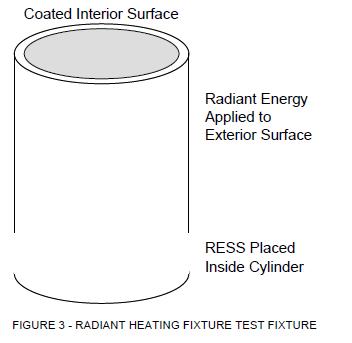 Coated Interior Surface
Radiant Energy
Applied to
Exterior Surface
RESS Placed
Inside Cylinder
FIGURE 3 - RADIANT HEATING FIXTURE TEST FIXTURE